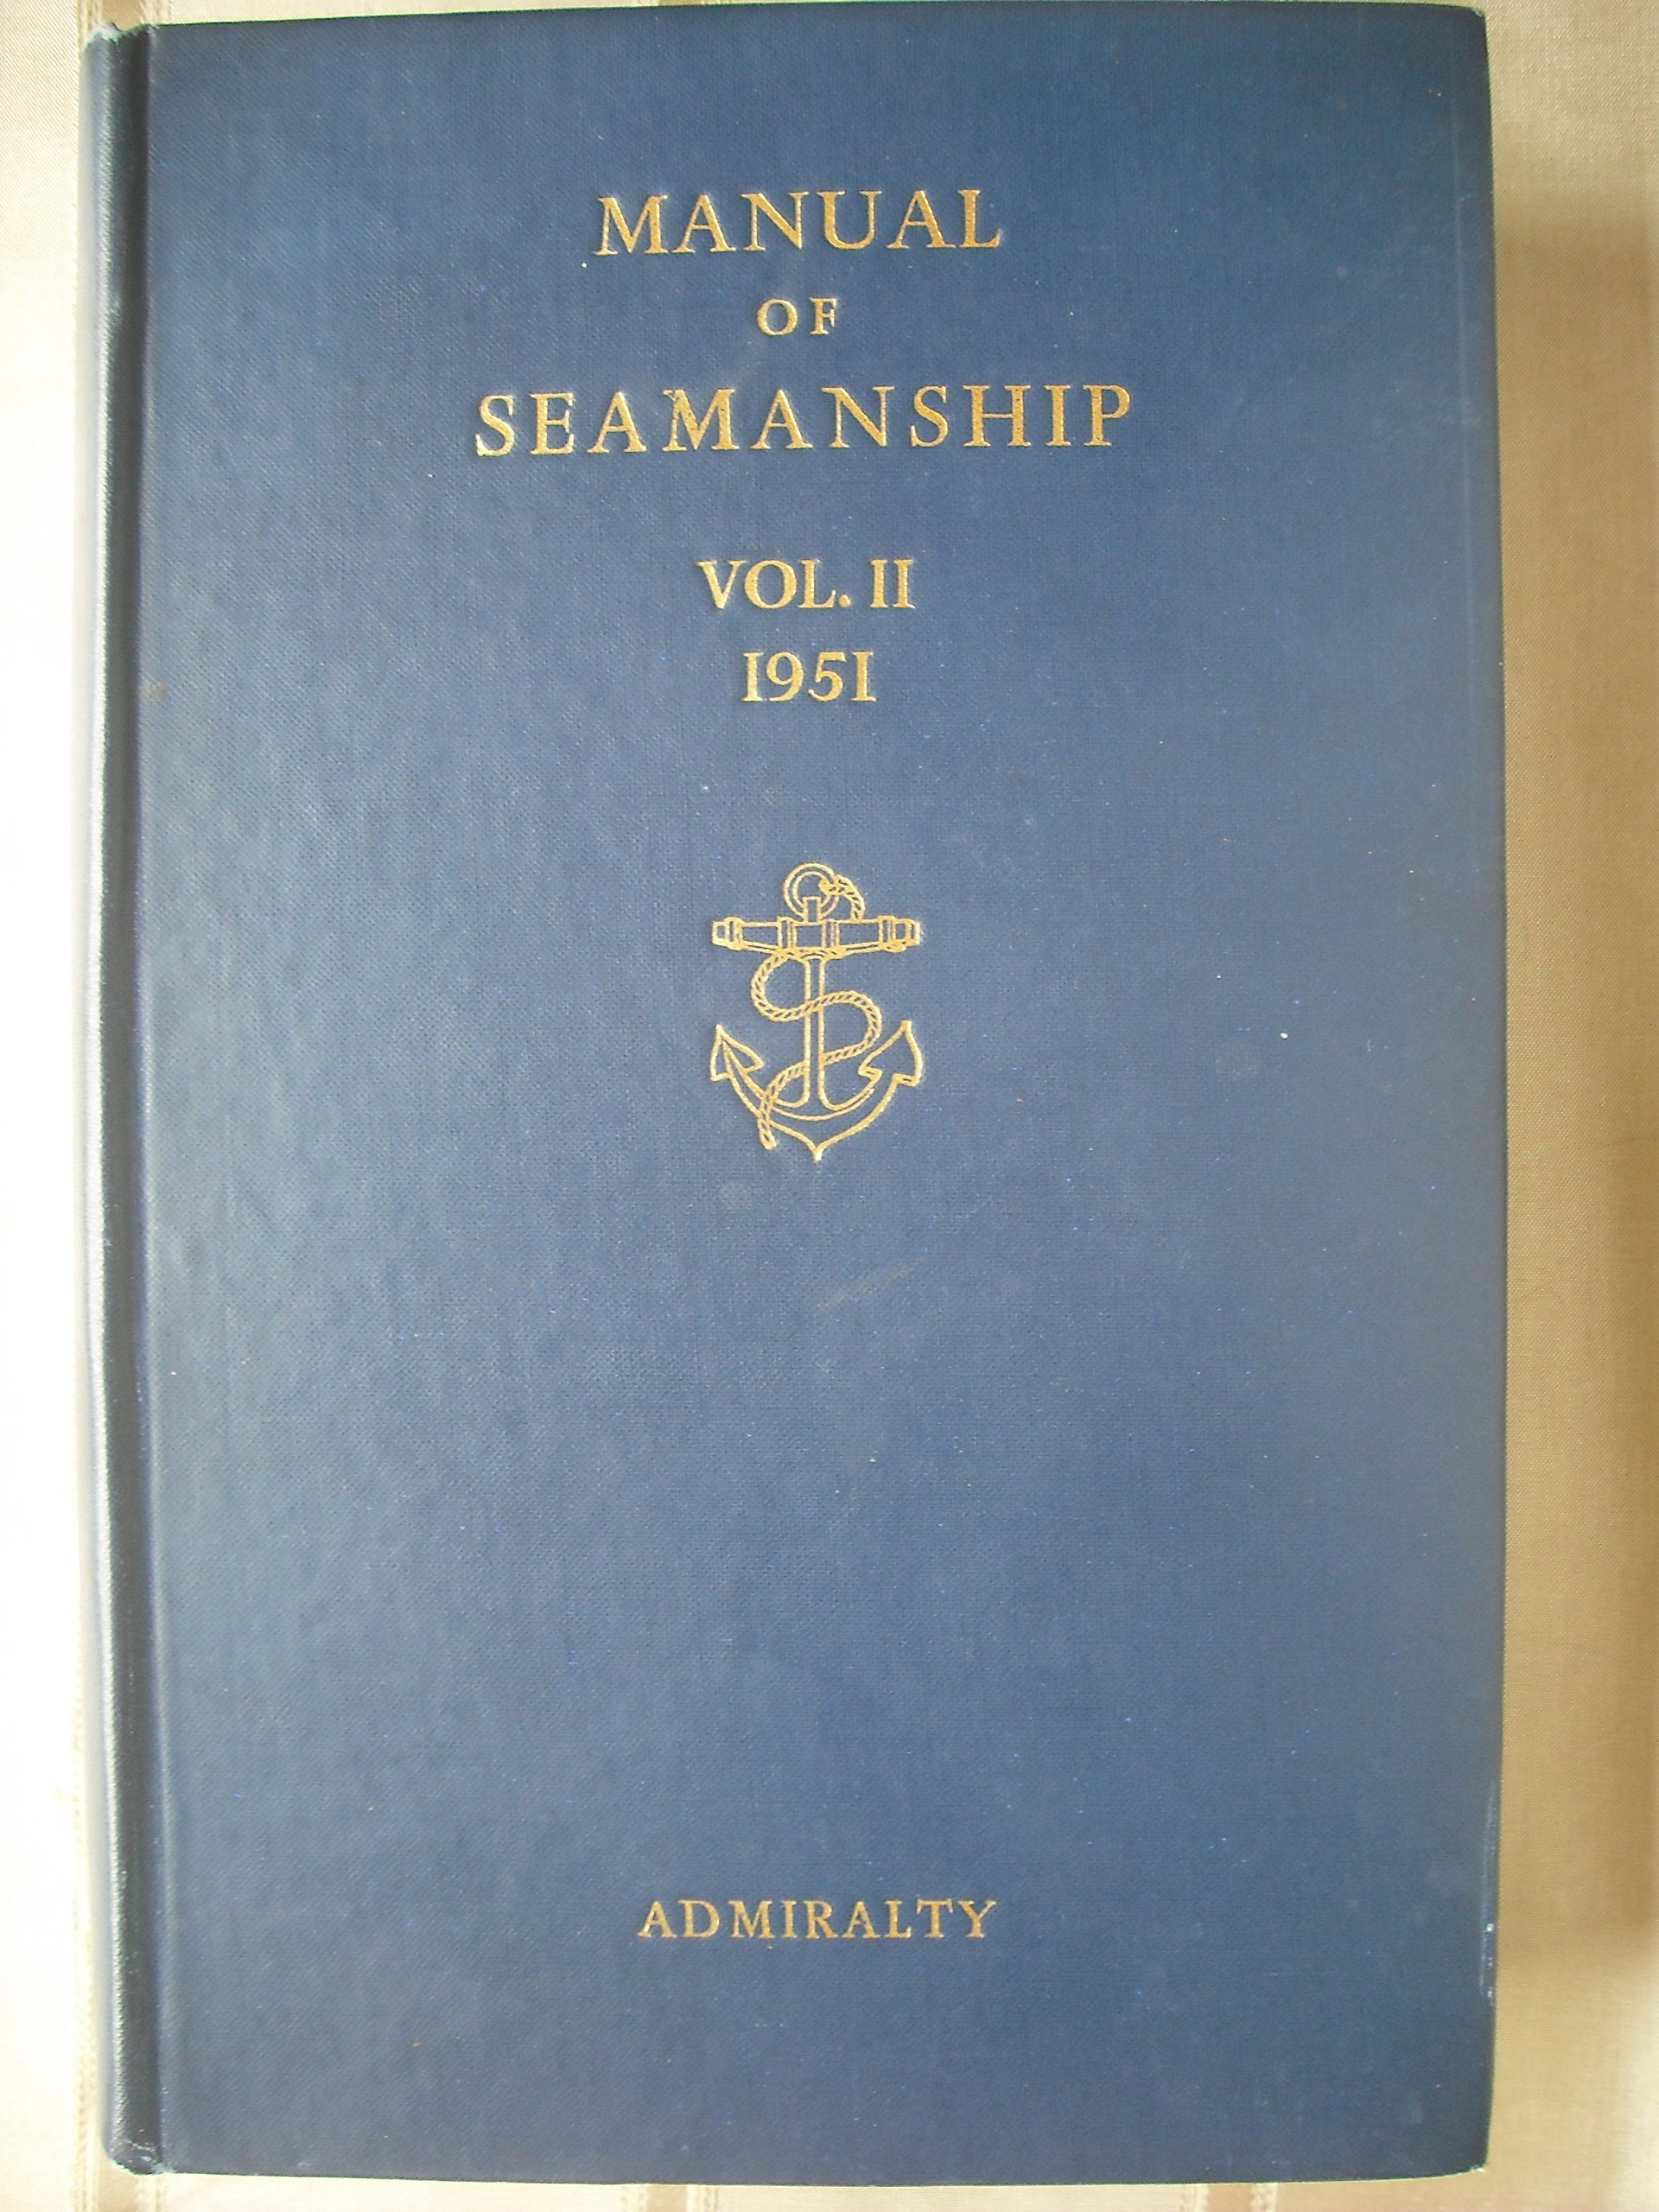 MANUAL
OF
SEAMANSHIP
VOL. II
1951
ADMIRALTY